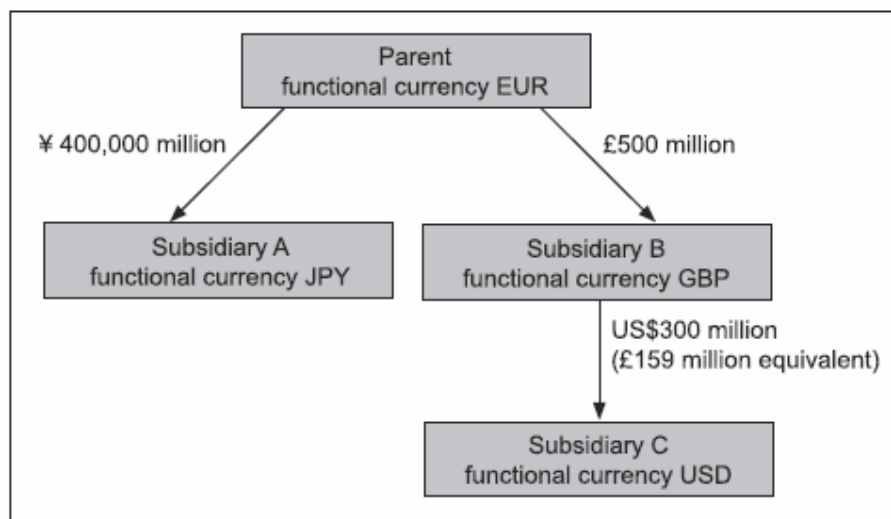 Parent
functional currency EUR
¥ 400,000 million
£500 million
Subsidiary A
functional currency JPY
Subsidiary B
functional currency GBP
US$300 million
(£159 million equivalent)
Subsidiary C
functional currency USD